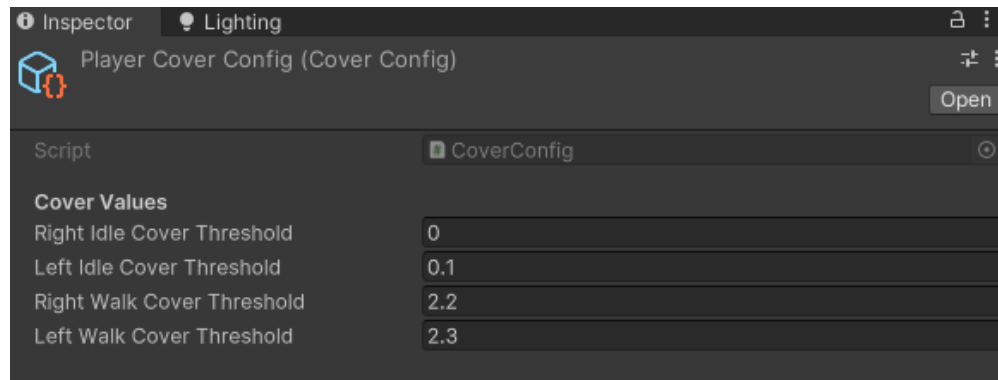 Inspector Lighting
Player Cover Config (Cover Config)
Open
Script CoverConfig
Cover Values
Right Idle Cover Threshold 0
Left Idle Cover Threshold 0.1
Right Walk Cover Threshold 2.2
Left Walk Cover Threshold 2.3